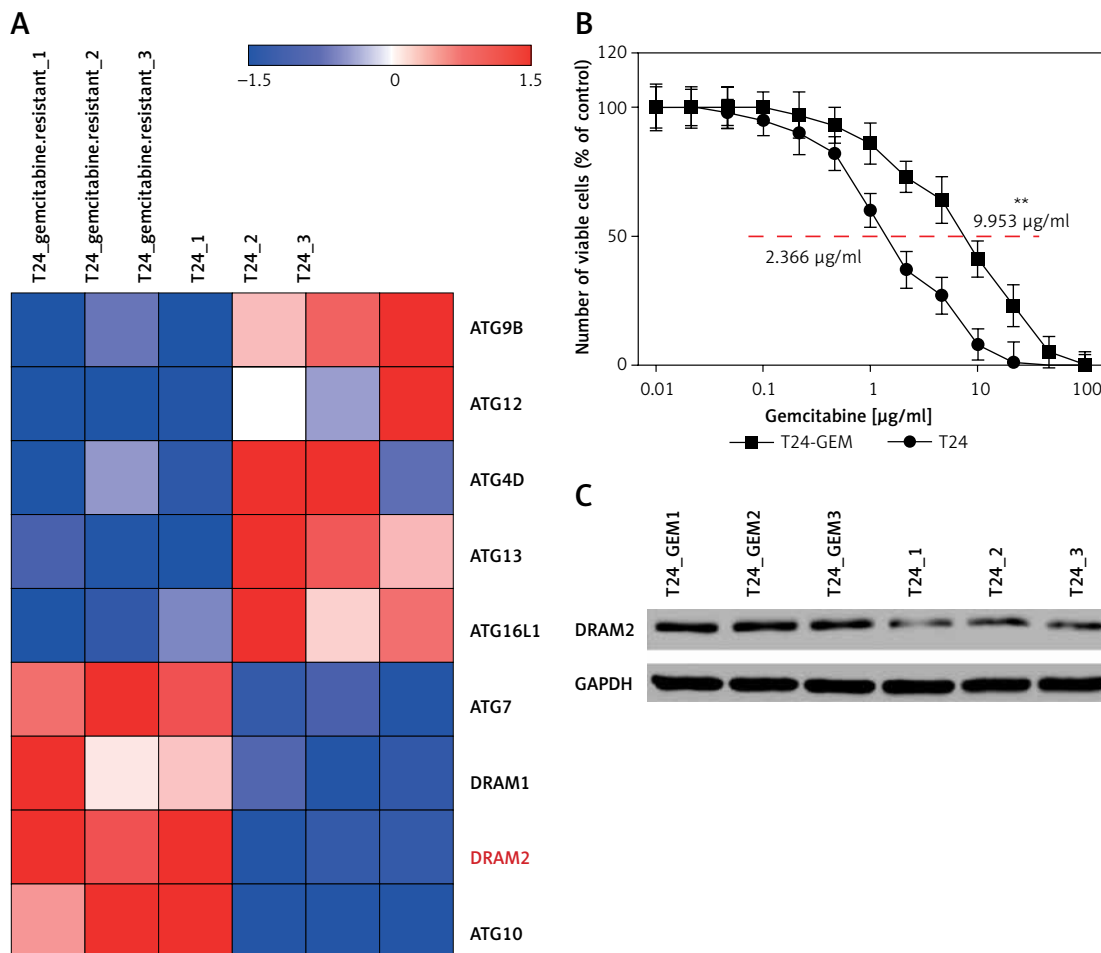 A
T24_gemcitabine.resistant_1
T24_gemcitabine.resistant_2
T24_gemcitabine.resistant_3
T24_1
T24_2
T24_3
−1.5 0 1.5
ATG9B
ATG12
ATG4D
ATG13
ATG16L1
ATG7
DRAM1
DRAM2
ATG10
B
Number of viable cells (% of control)
120
100
50
0
**
9.953 µg/ml
2.366 µg/ml
0.01 0.1 1 10 100
Gemcitabine [µg/ml]
T24-GEM T24
C
T24_GEM1
T24_GEM2
T24_GEM3
T24_1
T24_2
T24_3
DRAM2
GAPDH